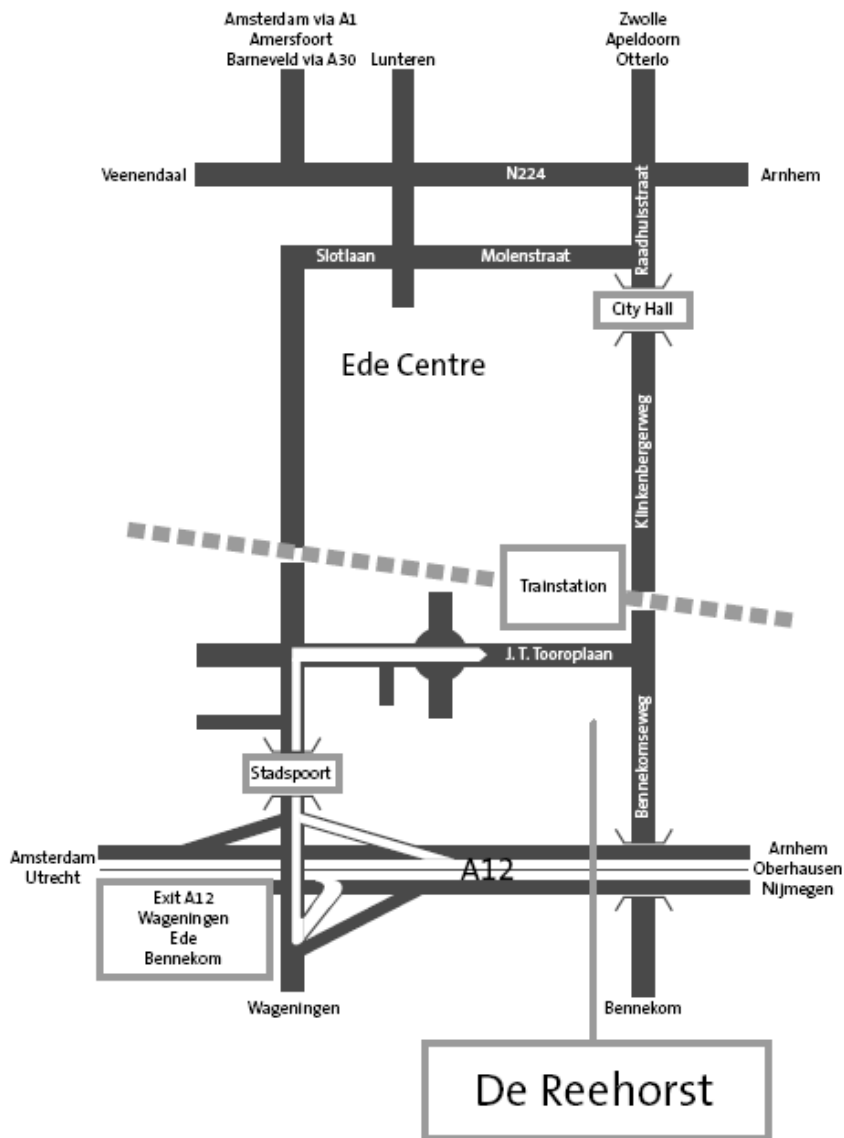 Amsterdam via A1
Amersfoort
Barneveld via A30
Lunteren
Zwolle
Apeldoorn
Otterlo
Veenendaal
N224
Arnhem
Raadhuisstraat
Slotlaan
Molenstraat
City Hall
Ede Centre
Klinkenbergerweg
Trainstation
J. T. Tooroplaan
Bennekomseweg
Stadspoort
Amsterdam
Utrecht
A12
Arnhem
Oberhausen
Nijmegen
Exit A12
Wageningen
Ede
Bennekom
Wageningen
Bennekom
De Reehorst